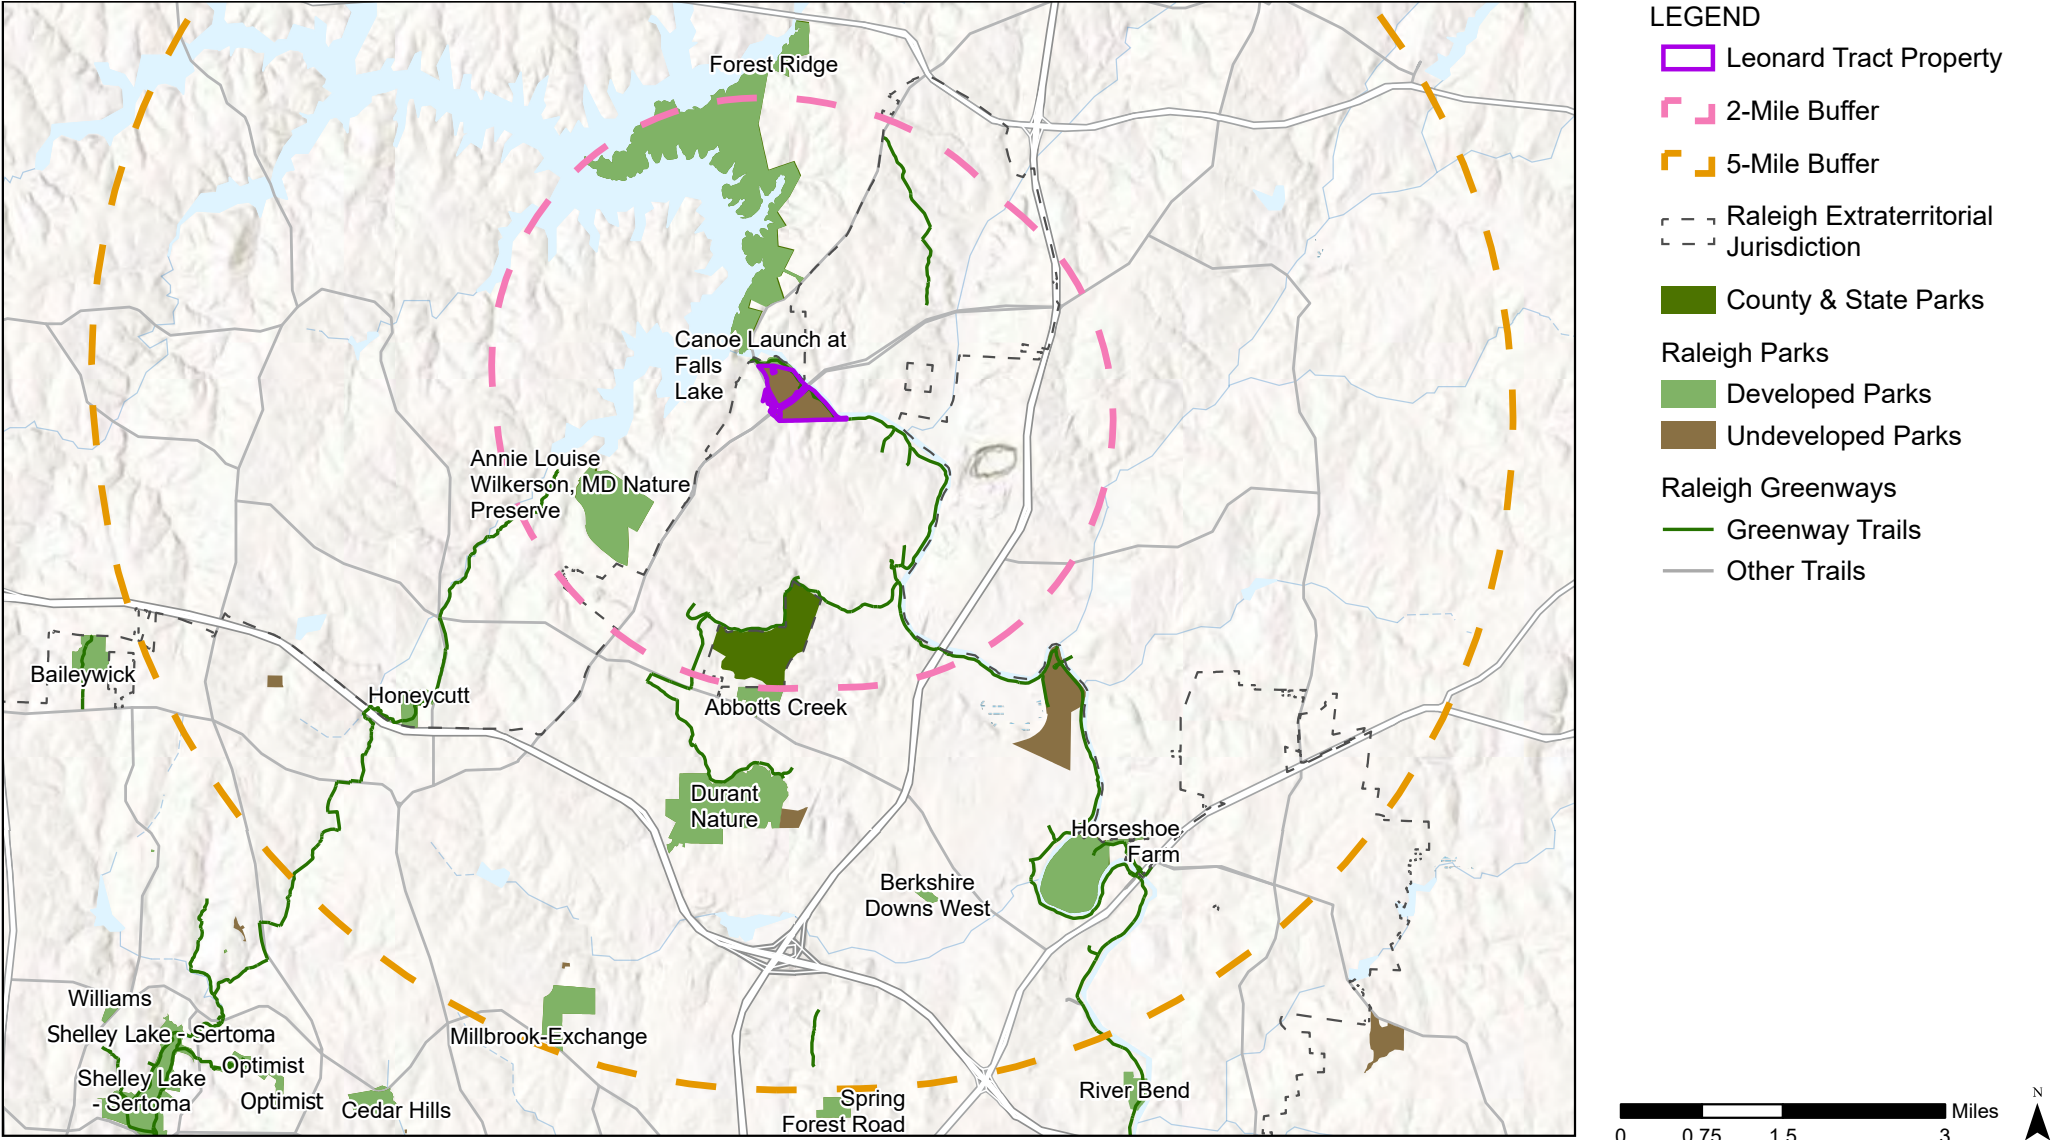 Forest Ridge
Canoe Launch at
Falls
Lake
Annie Louise
Wilkerson, MD Nature
Preserve
Baileywick
Honeycutt
Abbotts Creek
Durant
Nature
Horseshoe
Farm
Berkshire
Downs West
Williams
Shelley Lake - Sertoma
Optimist
Shelley Lake
- Sertoma
Optimist
Cedar Hills
Millbrook-Exchange
Spring
Forest Road
River Bend
LEGEND
Leonard Tract Property
2-Mile Buffer
5-Mile Buffer
Raleigh Extraterritorial
Jurisdiction
County & State Parks
Raleigh Parks
Developed Parks
Undeveloped Parks
Raleigh Greenways
Greenway Trails
Other Trails
N
Miles
0 0.75 1.5 3